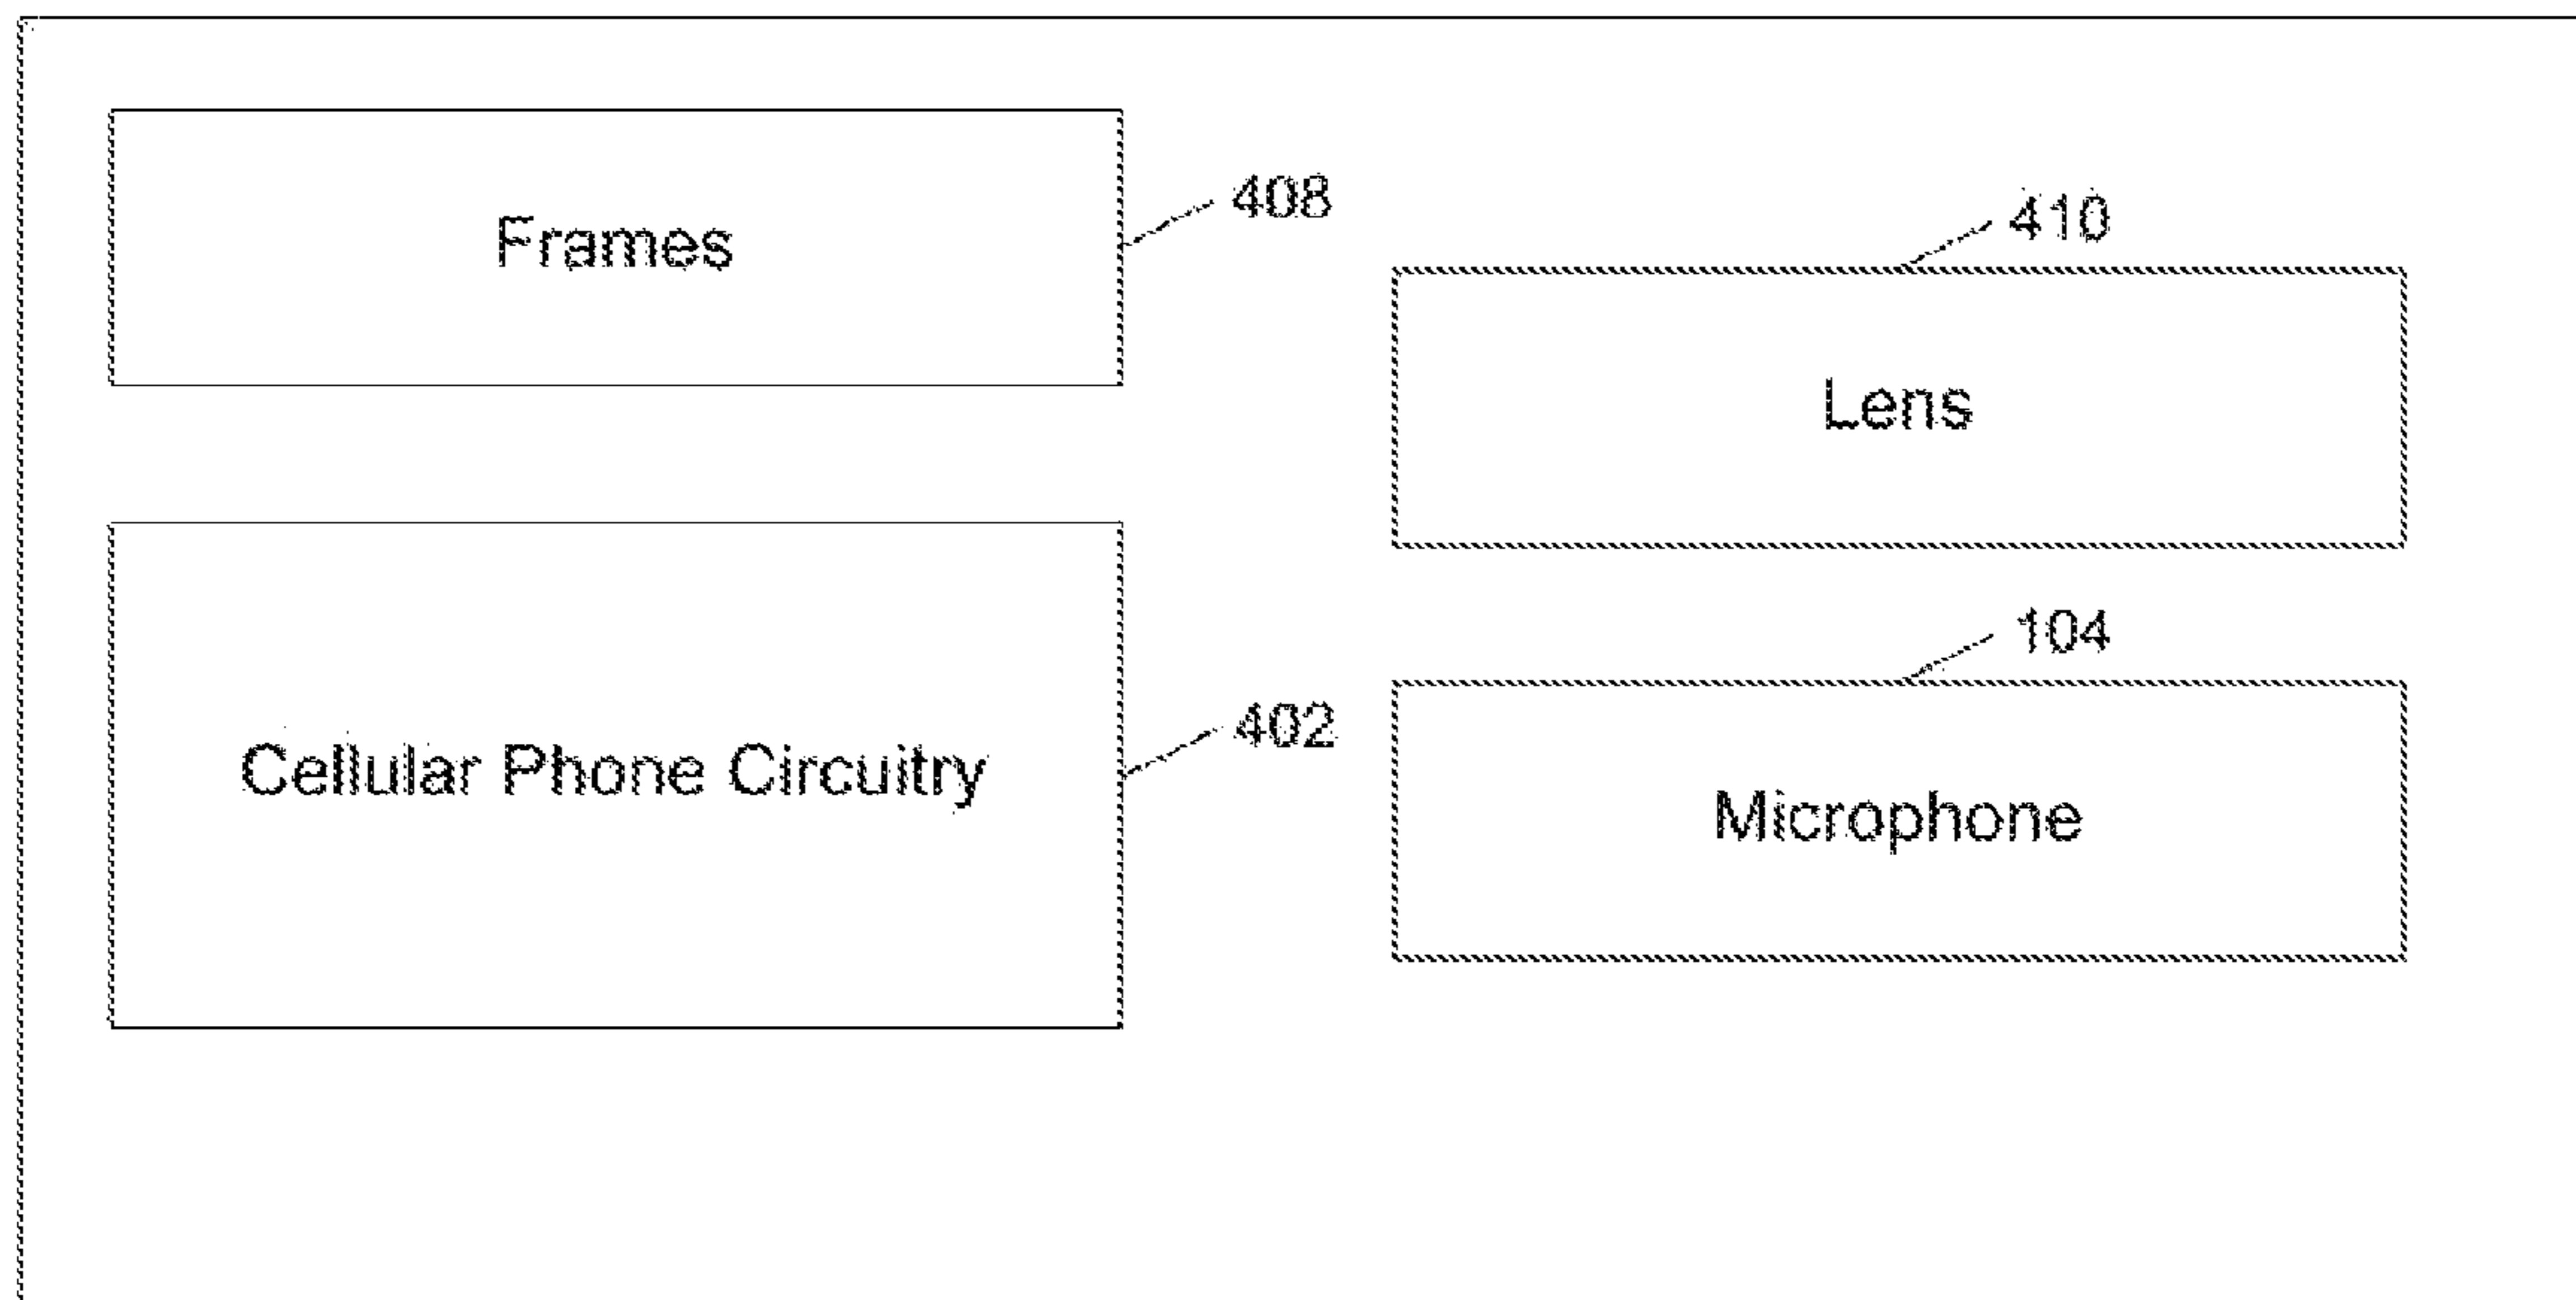 Frames
408
410
Lens
Cellular Phone Circuitry
402
104
Microphone